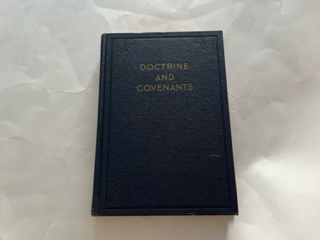 DOCTRINE
AND
COVENANTS